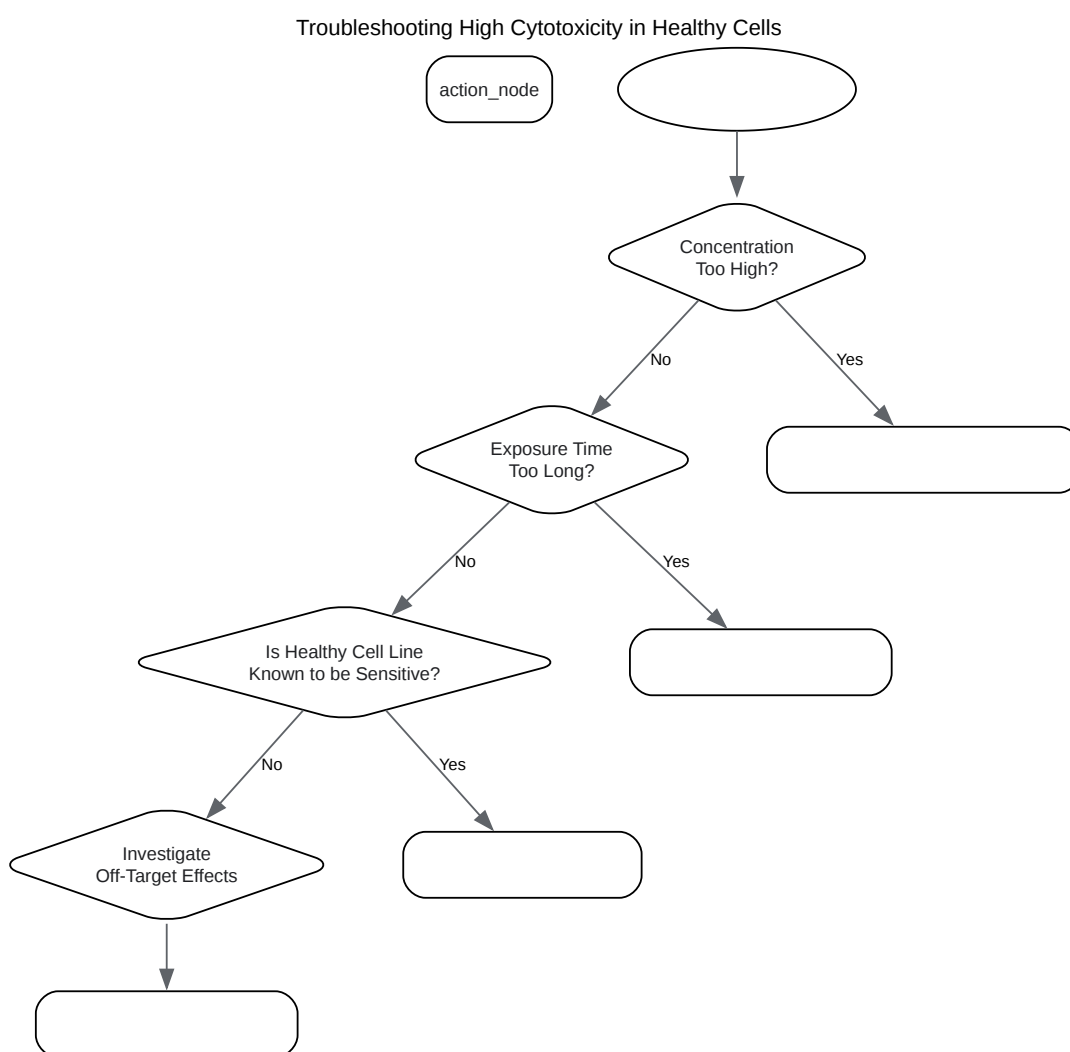 Troubleshooting High Cytotoxicity in Healthy Cells
action_node
Concentration
Too High?
No
Yes
Exposure Time
Too Long?
No
Yes
Is Healthy Cell Line
Known to be Sensitive?
No
Yes
Investigate
Off-Target Effects